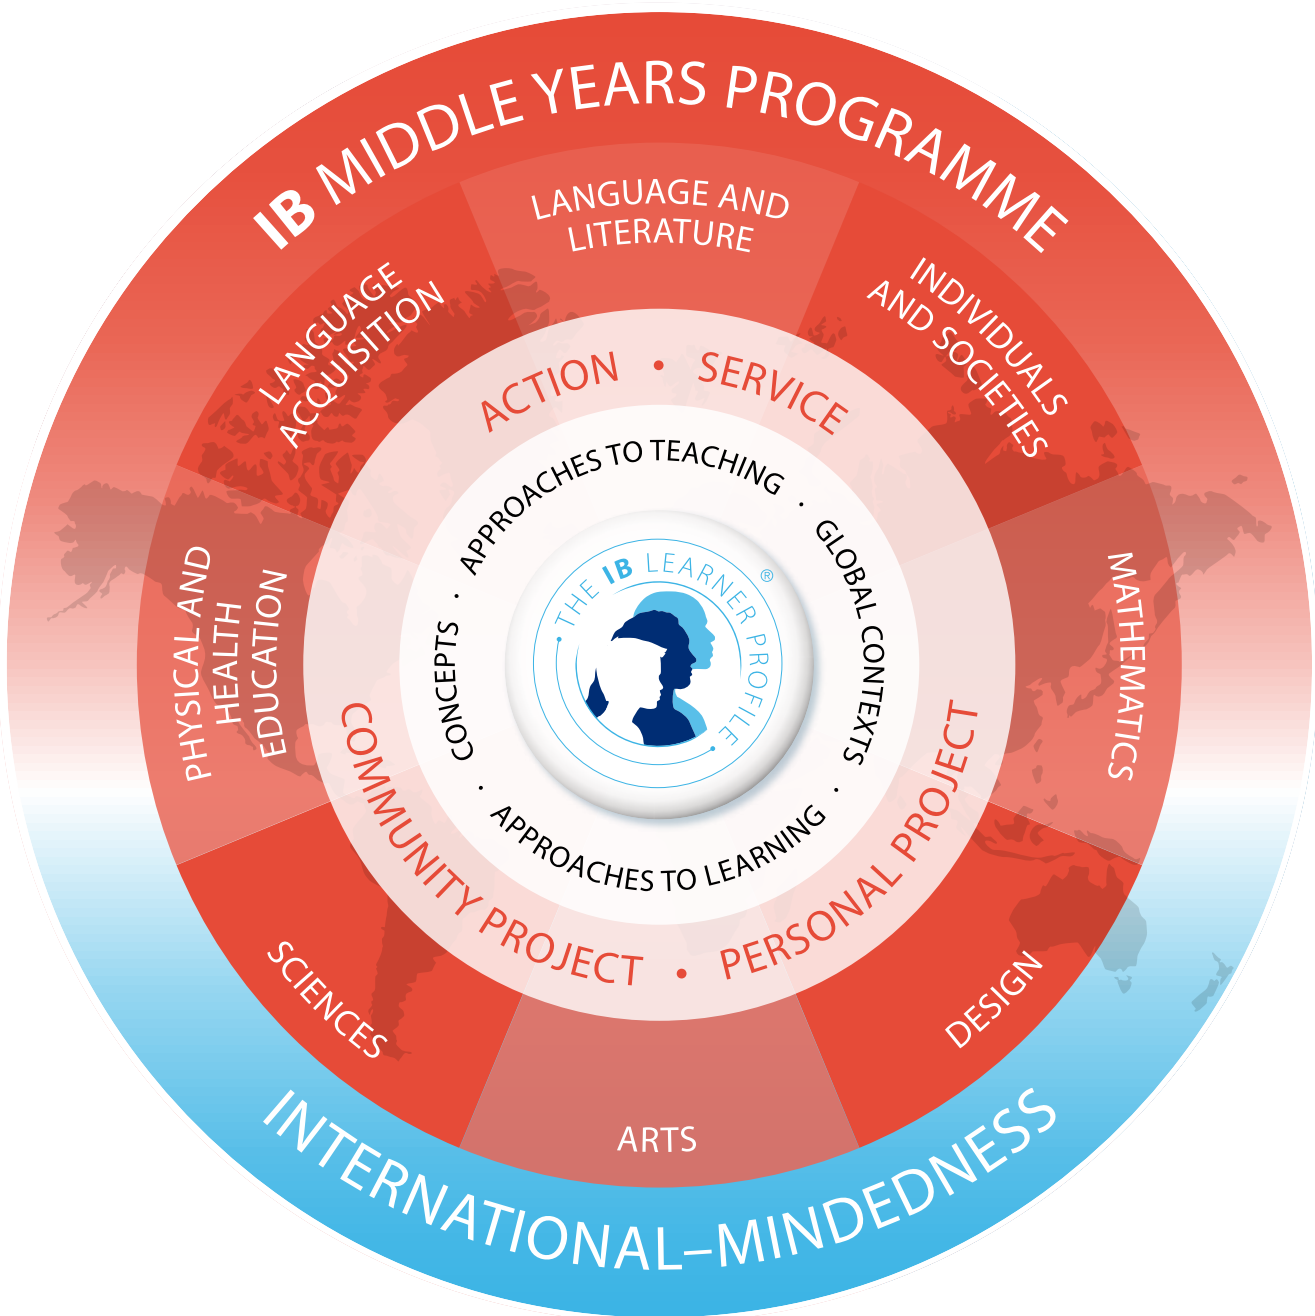 IB MIDDLE YEARS PROGRAMME
LANGUAGE AND
LITERATURE
INDIVIDUALS
AND SOCIETIES
MATHEMATICS
DESIGN
ARTS
SCIENCES
PHYSICAL AND
HEALTH
EDUCATION
LANGUAGE
ACQUISITION
ACTION • SERVICE
PERSONAL PROJECT
•
COMMUNITY PROJECT
APPROACHES TO TEACHING
·
GLOBAL CONTEXTS
·
APPROACHES TO LEARNING
·
CONCEPTS
·
THE IB LEARNER PROFILE
®
INTERNATIONAL–MINDEDNESS